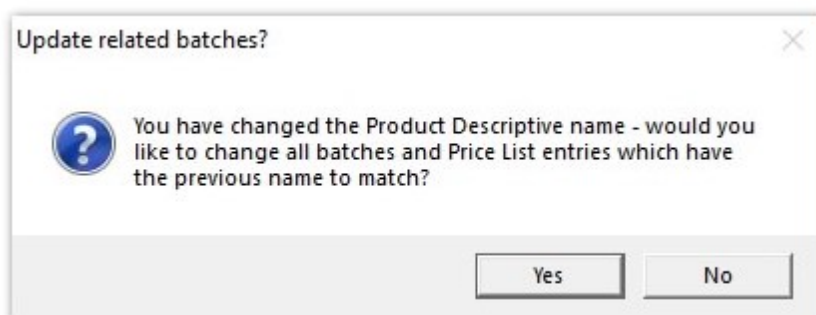 Update related batches?
You have changed the Product Descriptive name - would you
like to change all batches and Price List entries which have
the previous name to match?
Yes
No